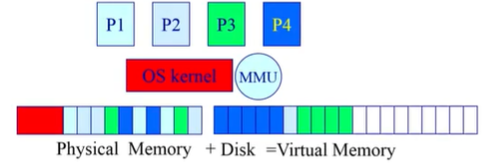 P1 P2 P3 P4
OS kernel MMU
Physical Memory + Disk =Virtual Memory